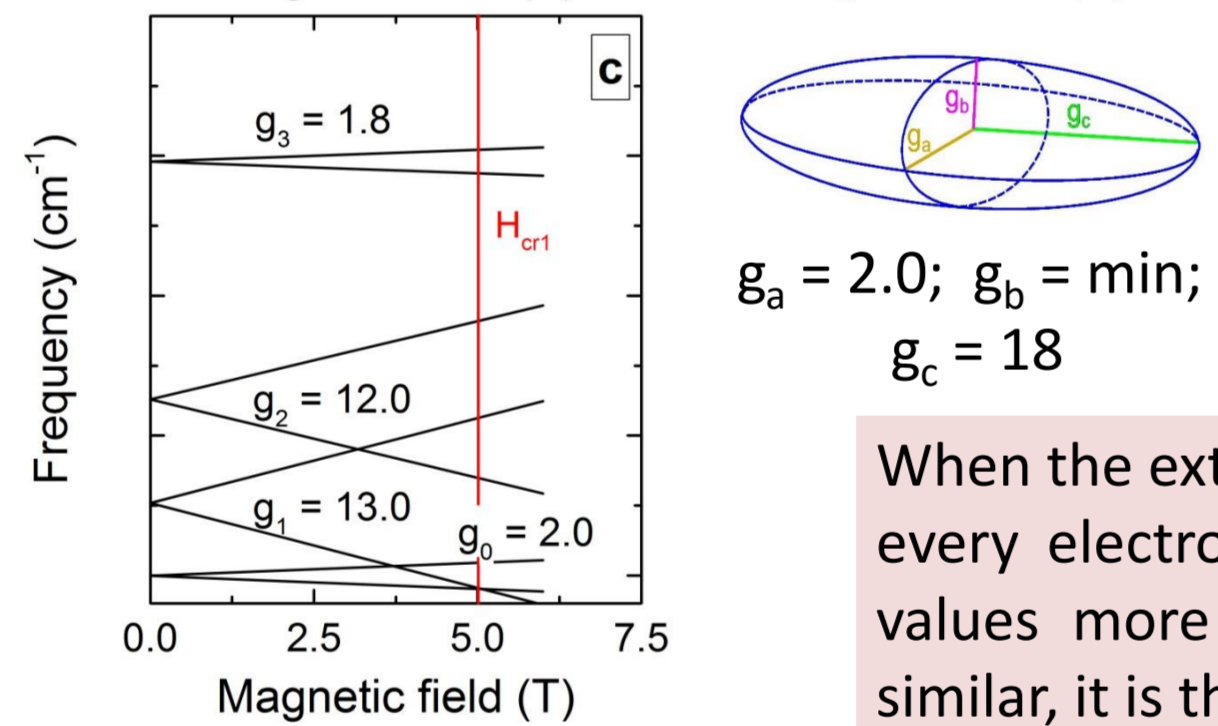 c
g3 = 1.8
Hcr1
g2 = 12.0
g1 = 13.0
g0 = 2.0
Frequency (cm-1)
0.0 2.5 5.0 7.5
Magnetic field (T)
gb
gc
ga
ga = 2.0; gb = min;
gc = 18
When the ext
every electro
values more
similar, it is th